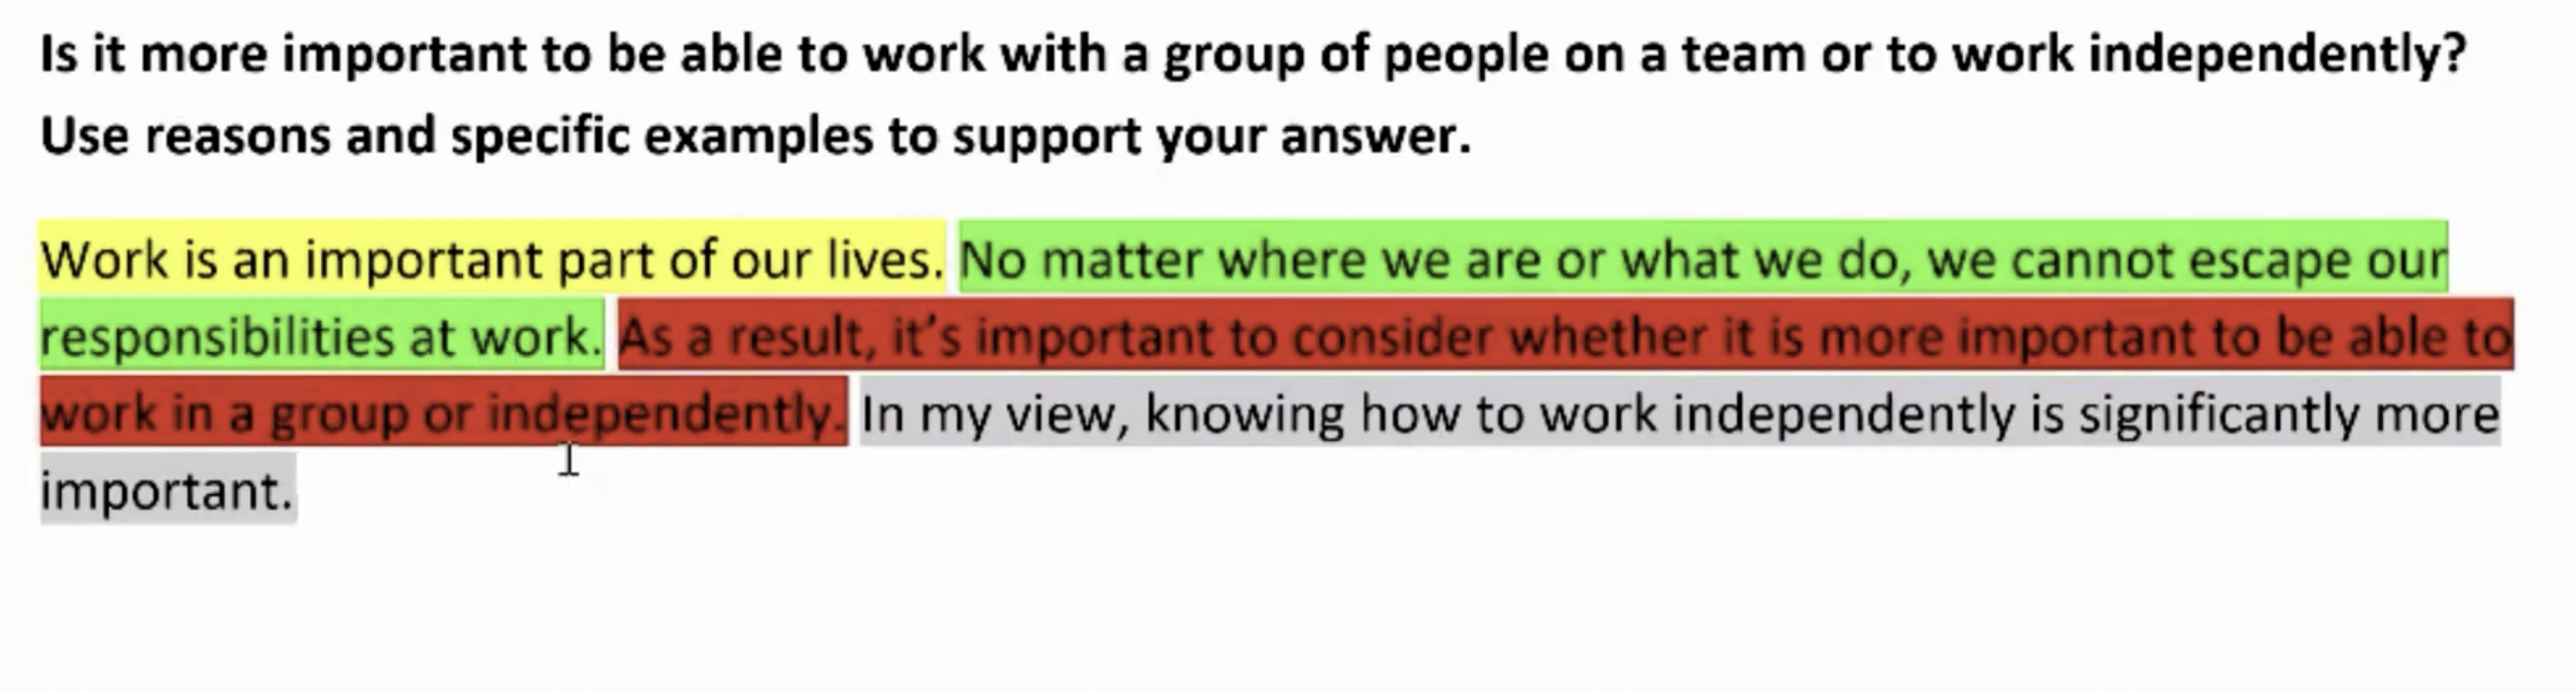 Is it more important to be able to work with a group of people on a team or to work independently?
Use reasons and specific examples to support your answer.
Work is an important part of our lives. No matter where we are or what we do, we cannot escape our
responsibilities at work. As a result, it’s important to consider whether it is more important to be able to
work in a group or independently. In my view, knowing how to work independently is significantly more
important.